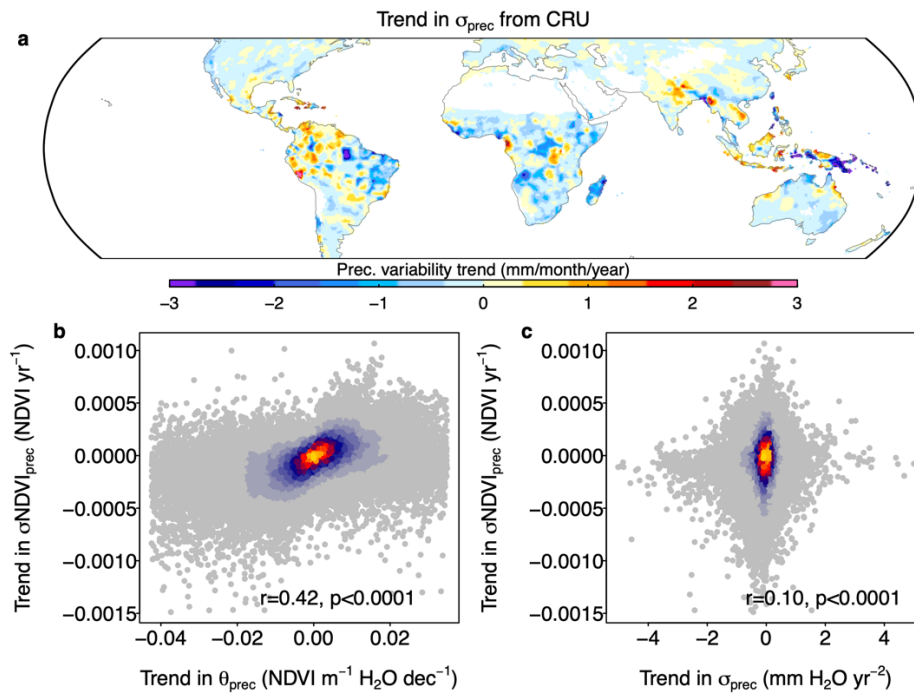 Trend in σprec from CRU
a
Prec. variability trend (mm/month/year)
−3 −2 −1 0 1 2 3
b
Trend in σNDVIprec (NDVI yr−1)
0.0010
0.0005
0.0000
−0.0005
−0.0010
−0.0015
r=0.42, p<0.0001
−0.04 −0.02 0.00 0.02
Trend in θprec (NDVI m−1 H2O dec−1)
c
Trend in σNDVIprec (NDVI yr−1)
0.0010
0.0005
0.0000
−0.0005
−0.0010
−0.0015
r=0.10, p<0.0001
−4 −2 0 2 4
Trend in σprec (mm H2O yr−2)